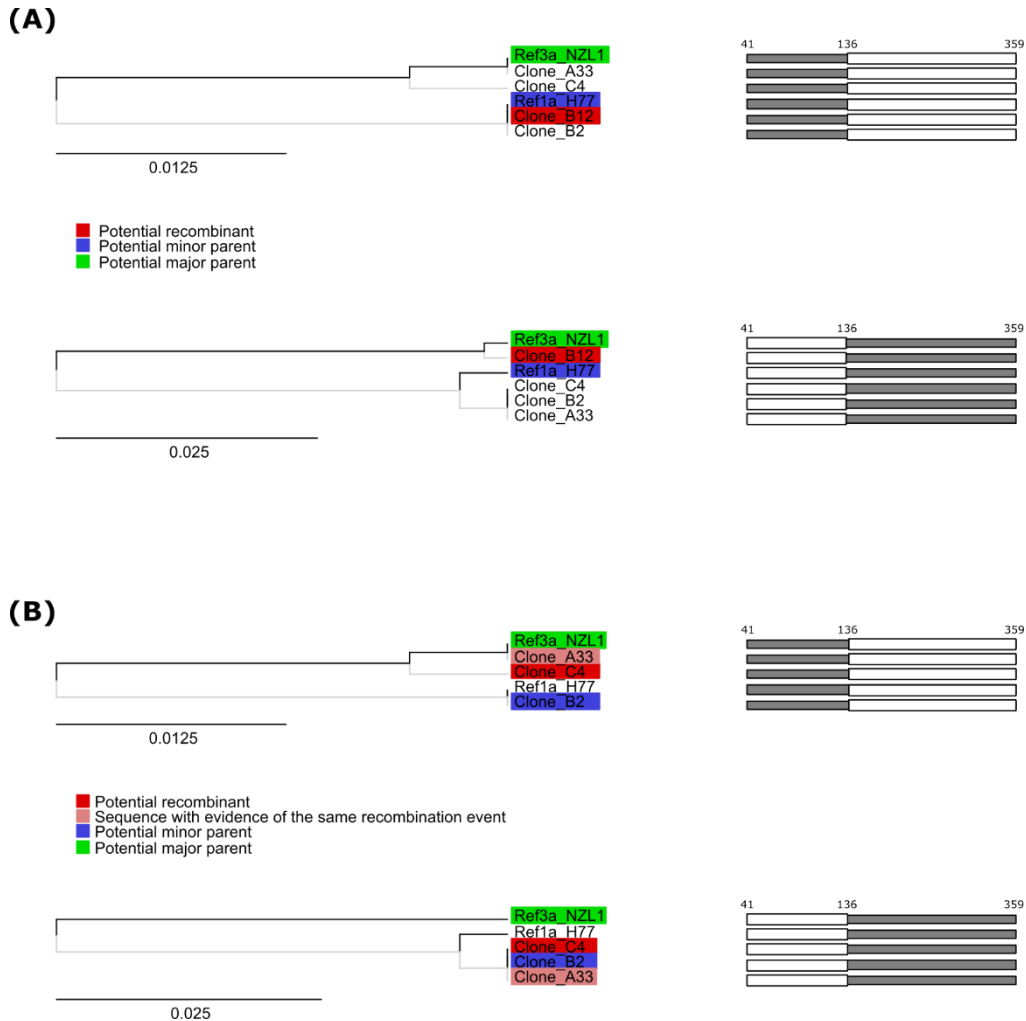 (A)
41 136 359
Ref3a_NZL1
Clone_A33
Clone_C4
Ref1a_H77
Clone_B12
Clone_B2
0.0125
Potential recombinant
Potential minor parent
Potential major parent
41 136 359
Ref3a_NZL1
Clone_B12
Ref1a_H77
Clone_C4
Clone_B2
Clone_A33
0.025
(B)
41 136 359
Ref3a_NZL1
Clone_A33
Clone_C4
Ref1a_H77
Clone_B2
0.0125
Potential recombinant
Sequence with evidence of the same recombination event
Potential minor parent
Potential major parent
41 136 359
Ref3a_NZL1
Ref1a_H77
Clone_C4
Clone_B2
Clone_A33
0.025